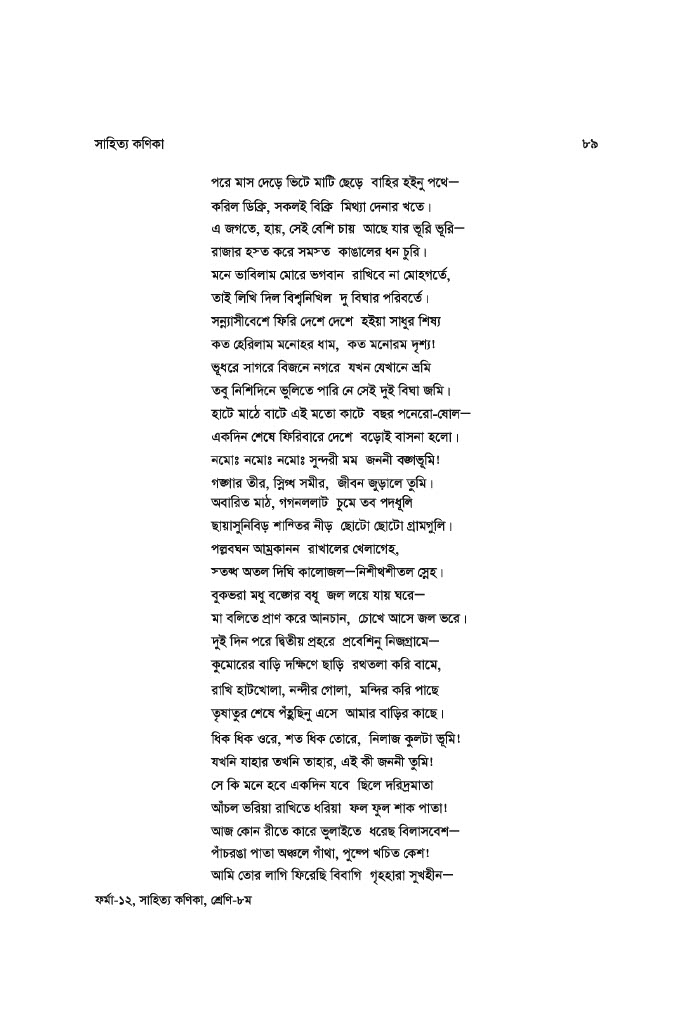 সাহিত্য কণিকা ৮৯
পরে মাস দেড়ে ভিটে মাটি ছেড়ে বাহির হইনু পথে—
করিল ডিক্রি, সকলই বিক্রি মিথ্যা দেনার খতে।
এ জগতে, হায়, সেই বেশি চায় আছে যার ভূরি ভূরি—
রাজার হস্ত করে সমস্ত কাঙালের ধন চুরি।
মনে ভাবিলাম মোরে ভগবান রাখিবে না মোহগর্তে,
তাই লিখি দিল বিশ্বনিখিল দু বিঘার পরিবর্তে।
সন্ন্যাসীবেশে ফিরি দেশে দেশে হইয়া সাধুর শিষ্য
কত হেরিলাম মনোহর ধাম, কত মনোরম দৃশ্য!
ভূধরে সাগরে বিজনে নগরে যখন যেখানে ভ্রমি
তবু নিশিদিনে ভুলিতে পারি নে সেই দুই বিঘা জমি।
হাটে মাঠে বাটে এই মতো কাটে বছর পনেরো-ষোল—
একদিন শেষে ফিরিবারে দেশে বড়োই বাসনা হলো।
নমোঃ নমোঃ নমোঃ সুন্দরী মম জননী বঙ্গভূমি!
গঙ্গার তীর, স্নিগ্ধ সমীর, জীবন জুড়ালে তুমি।
অবারিত মাঠ, গগনললাট চুমে তব পদধূলি
ছায়াসুনিবিড় শান্তির নীড় ছোটো ছোটো গ্রামগুলি।
পল্লবঘন আম্রকানন রাখালের খেলাগেহ,
স্তব্ধ অতল দিঘি কালোজল—নিশীথশীতল স্নেহ।
বুকভরা মধু বঙ্গের বধূ জল লয়ে যায় ঘরে—
মা বলিতে প্রাণ করে আনচান, চোখে আসে জল ভরে।
দুই দিন পরে দ্বিতীয় প্রহরে প্রবেশিনু নিজগ্রামে—
কুমোরের বাড়ি দক্ষিণে ছাড়ি রথতলা করি বামে,
রাখি হাটখোলা, নন্দীর গোলা, মন্দির করি পাছে
তৃষাতুর শেষে পঁহুছিনু এসে আমার বাড়ির কাছে।
ধিক ধিক ওরে, শত ধিক তোরে, নিলাজ কুলটা ভূমি!
যখনি যাহার তখনি তাহার, এই কী জননী তুমি!
সে কি মনে হবে একদিন যবে ছিলে দরিদ্রমাতা
আঁচল ভরিয়া রাখিতে ধরিয়া ফল ফুল শাক পাতা!
আজ কোন রীতে কারে ভুলাইতে ধরেছ বিলাসবেশ—
পাঁচরঙা পাতা অঞ্চলে গাঁথা, পুষ্পে খচিত কেশ!
আমি তোর লাগি ফিরেছি বিবাগি গৃহহারা সুখহীন—
ফর্মা-১২, সাহিত্য কণিকা, শ্রেণি-৮ম